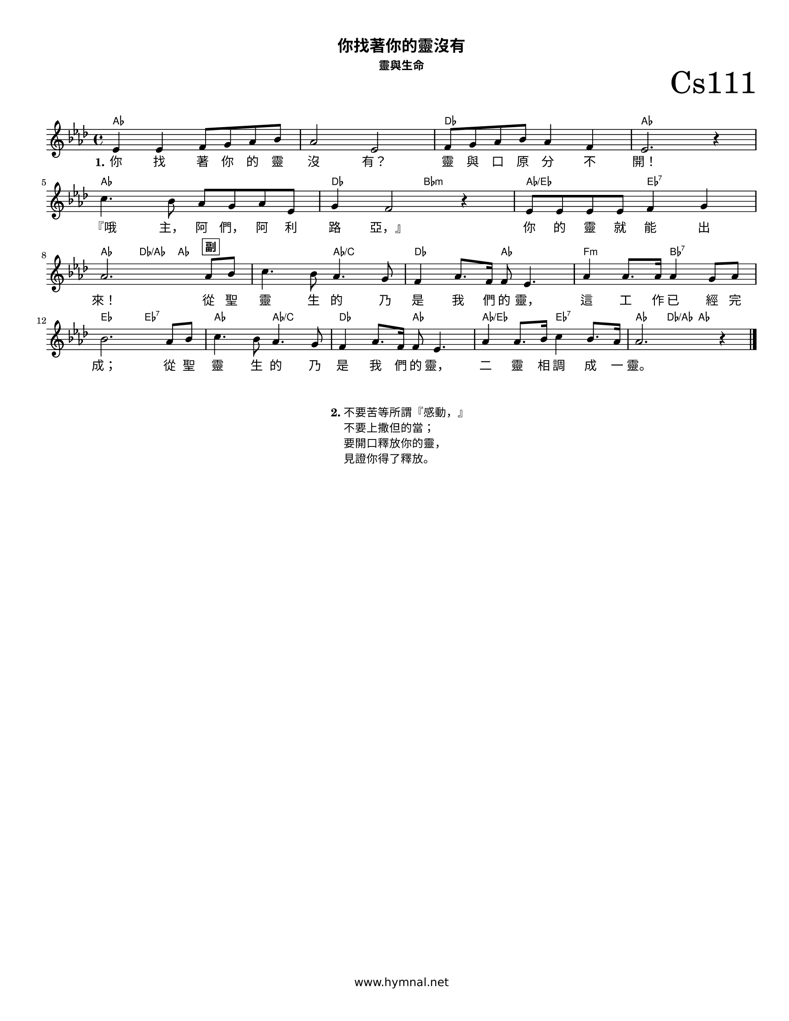 你找著你的靈沒有
靈與生命
Cs111
A♭ D♭ A♭
1. 你 找 著 你 的 靈 沒 有？ 靈 與 口 原 分 不 開！
5 A♭ D♭ B♭m A♭/E♭ E♭7
『哦 主， 阿 們， 阿 利 路 亞，』 你 的 靈 就 能 出
8 A♭ D♭/A♭ A♭ 副 A♭/C D♭ A♭ Fm B♭7
來！ 從 聖 靈 生 的 乃 是 我 們 的 靈， 這 工 作 已 經 完
12 E♭ E♭7 A♭ A♭/C D♭ A♭ A♭/E♭ E♭7 A♭ D♭/A♭ A♭
成； 從 聖 靈 生 的 乃 是 我 們 的 靈， 二 靈 相 調 成 一 靈。
2. 不要苦等所謂『感動，』
不要上撒但的當；
要開口釋放你的靈，
見證你得了釋放。
www.hymnal.net